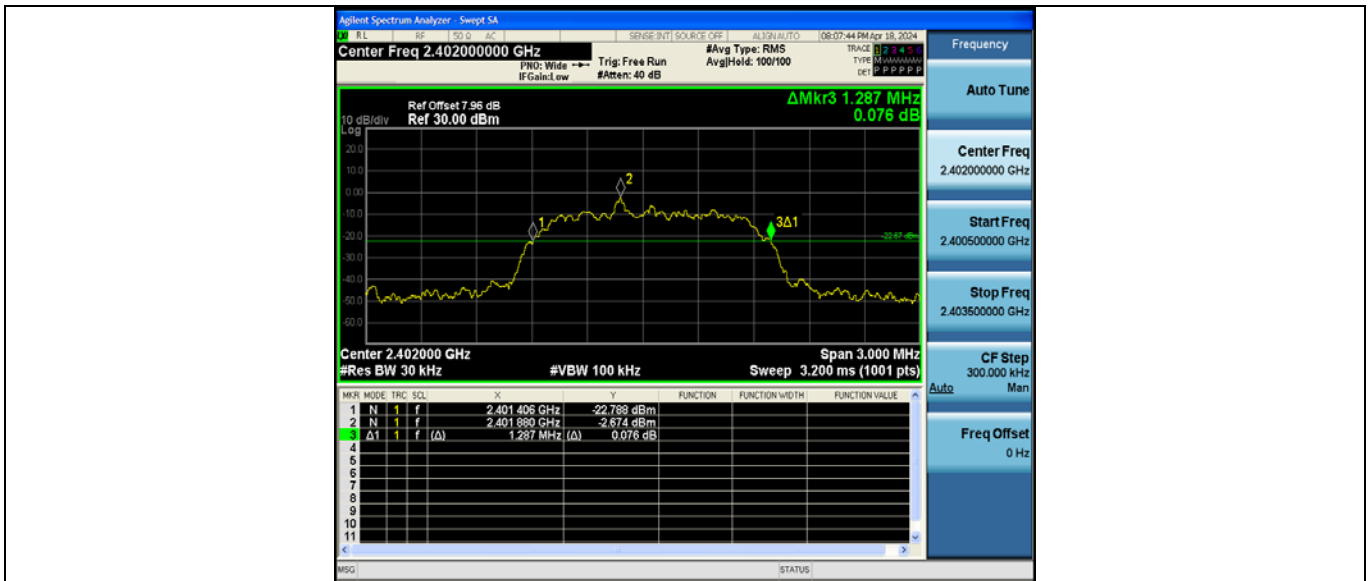 Agilent Spectrum Analyzer - Swept SA
RL RF 50 Ω AC SENSE:INT SOURCE OFF ALIGN AUTO 08:07:44 PM Apr 18, 2024
Center Freq 2.402000000 GHz
PNO: Wide
IFGain:Low
Trig: Free Run
#Atten: 40 dB
#Avg Type: RMS
Avg|Hold: 100/100
TRACE 1 2 3 4 5 6
TYPE M
DET P P P P P P
Frequency
Ref Offset 7.96 dB
10 dB/div Ref 30.00 dBm
Log
ΔMkr3 1.287 MHz
0.076 dB
20.0
10.0
0.00
-10.0
-20.0
-30.0
-40.0
-50.0
-60.0
1
2
3Δ1
-22.67 dBm
Center 2.402000 GHz Span 3.000 MHz
#Res BW 30 kHz #VBW 100 kHz Sweep 3.200 ms (1001 pts)
MKR MODE TRC SCL X Y FUNCTION FUNCTION WIDTH FUNCTION VALUE
1 N 1 f 2.401 406 GHz -22.788 dBm
2 N 1 f 2.401 880 GHz -2.674 dBm
3 Δ1 1 f (Δ) 1.287 MHz (Δ) 0.076 dB
4
5
6
7
8
9
10
11
Auto Tune
Center Freq
2.402000000 GHz
Start Freq
2.400500000 GHz
Stop Freq
2.403500000 GHz
CF Step
300.000 kHz
Auto Man
Freq Offset
0 Hz
MSG STATUS